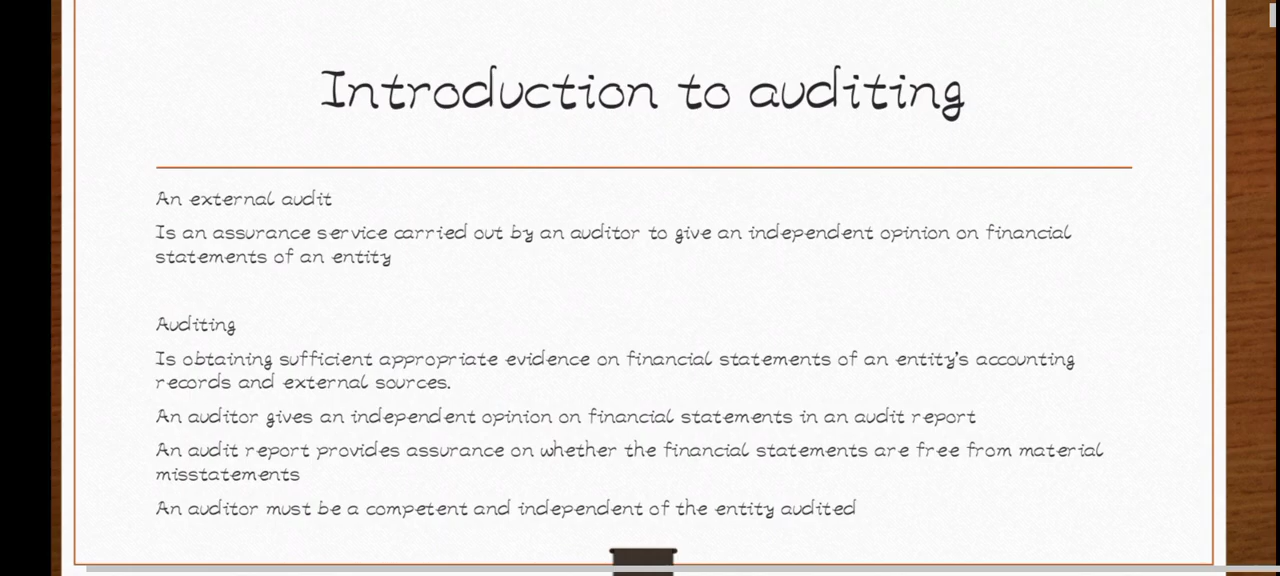 Introduction to auditing
An external audit
Is an assurance service carried out by an auditor to give an independent opinion on financial
statements of an entity
Auditing
Is obtaining sufficient appropriate evidence on financial statements of an entity's accounting
records and external sources.
An auditor gives an independent opinion on financial statements in an audit report
An audit report provides assurance on whether the financial statements are free from material
misstatements
An auditor must be a competent and independent of the entity audited